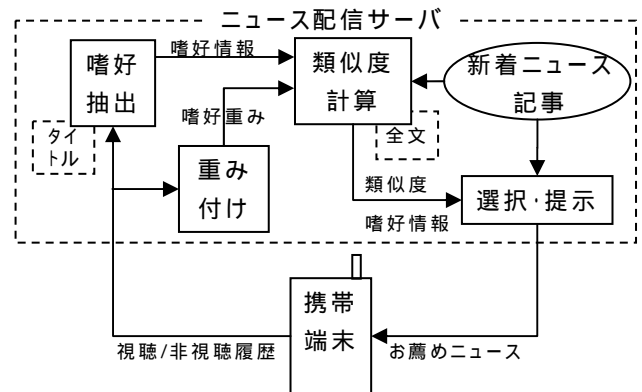 ニュース配信サーバ
嗜好
抽出
嗜好情報
類似度
計算
新着ニュース
記事
タイ
トル
嗜好重み
全文
重み
付け
類似度
嗜好情報
選択･提示
携帯
端末
視聴/非視聴履歴
お薦めニュース